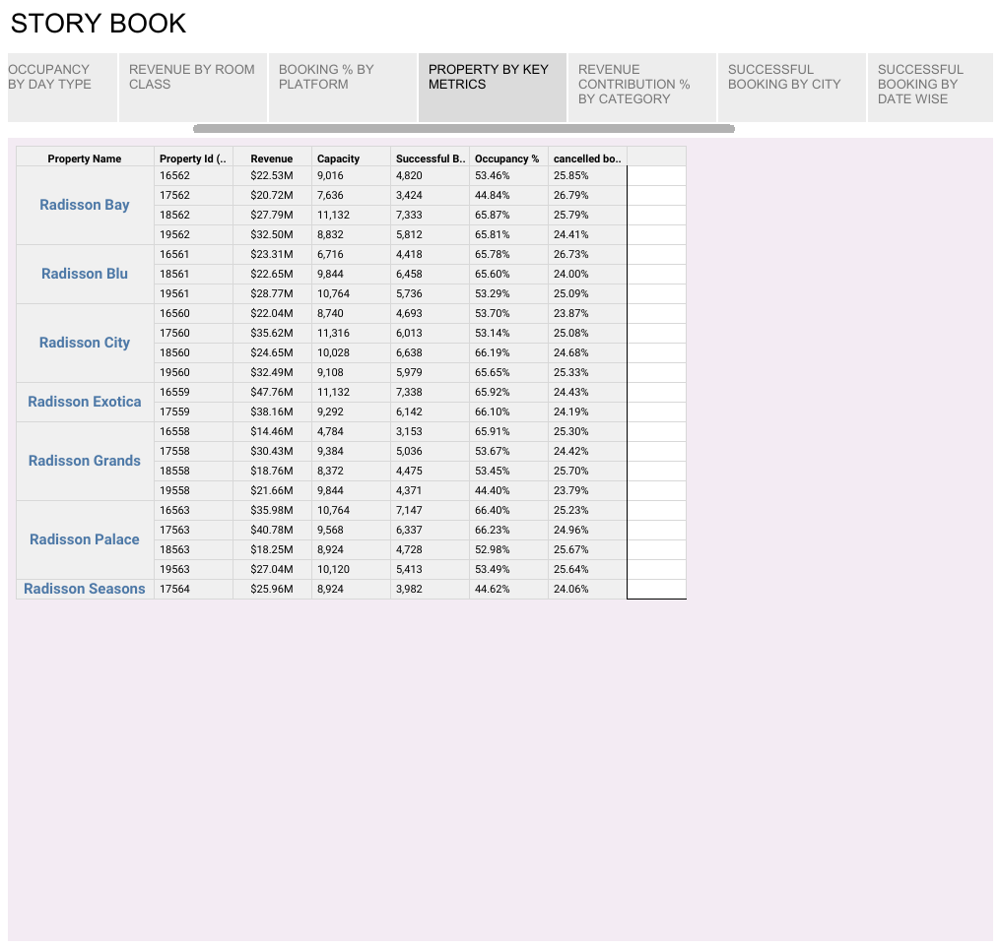 STORY BOOK
OCCUPANCY
BY DAY TYPE
REVENUE BY ROOM
CLASS
BOOKING % BY
PLATFORM
PROPERTY BY KEY
METRICS
REVENUE
CONTRIBUTION %
BY CATEGORY
SUCCESSFUL
BOOKING BY CITY
SUCCESSFUL
BOOKING BY
DATE WISE
Property Name Property Id (.. Revenue Capacity Successful B.. Occupancy % cancelled bo..
Radisson Bay
16562 $22.53M 9,016 4,820 53.46% 25.85%
17562 $20.72M 7,636 3,424 44.84% 26.79%
18562 $27.79M 11,132 7,333 65.87% 25.79%
19562 $32.50M 8,832 5,812 65.81% 24.41%
Radisson Blu
16561 $23.31M 6,716 4,418 65.78% 26.73%
18561 $22.65M 9,844 6,458 65.60% 24.00%
19561 $28.77M 10,764 5,736 53.29% 25.09%
Radisson City
16560 $22.04M 8,740 4,693 53.70% 23.87%
17560 $35.62M 11,316 6,013 53.14% 25.08%
18560 $24.65M 10,028 6,638 66.19% 24.68%
19560 $32.49M 9,108 5,979 65.65% 25.33%
Radisson Exotica
16559 $47.76M 11,132 7,338 65.92% 24.43%
17559 $38.16M 9,292 6,142 66.10% 24.19%
Radisson Grands
16558 $14.46M 4,784 3,153 65.91% 25.30%
17558 $30.43M 9,384 5,036 53.67% 24.42%
18558 $18.76M 8,372 4,475 53.45% 25.70%
19558 $21.66M 9,844 4,371 44.40% 23.79%
Radisson Palace
16563 $35.98M 10,764 7,147 66.40% 25.23%
17563 $40.78M 9,568 6,337 66.23% 24.96%
18563 $18.25M 8,924 4,728 52.98% 25.67%
19563 $27.04M 10,120 5,413 53.49% 25.64%
Radisson Seasons 17564 $25.96M 8,924 3,982 44.62% 24.06%